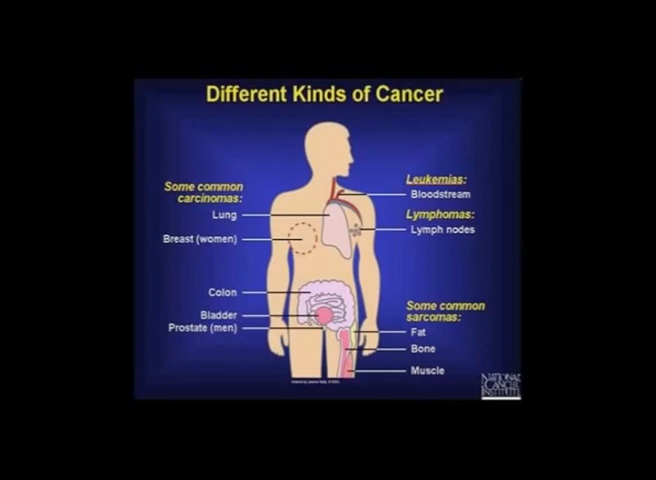 Different Kinds of Cancer
Some common
carcinomas:
Lung
Breast (women)
Colon
Bladder
Prostate (men)
Leukemias:
Bloodstream
Lymphomas:
Lymph nodes
Some common
sarcomas:
Fat
Bone
Muscle
NATIONAL
CANCER
INSTITUTE